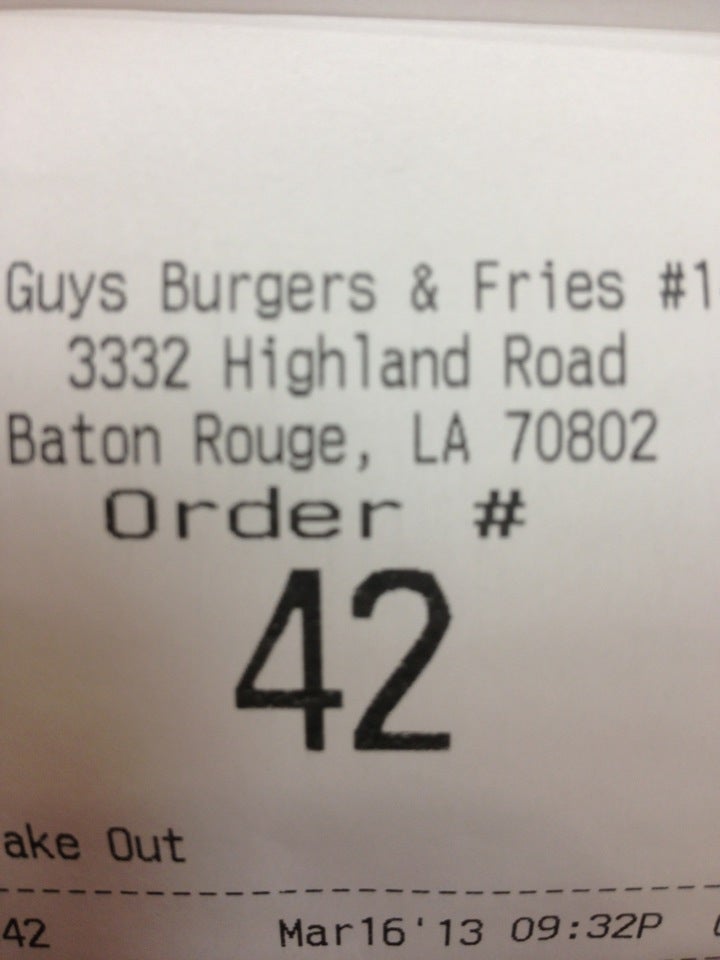 Guys Burgers & Fries #1
3332 Highland Road
Baton Rouge, LA 70802
Order #
42
ake Out
42 Mar16'13 09:32P